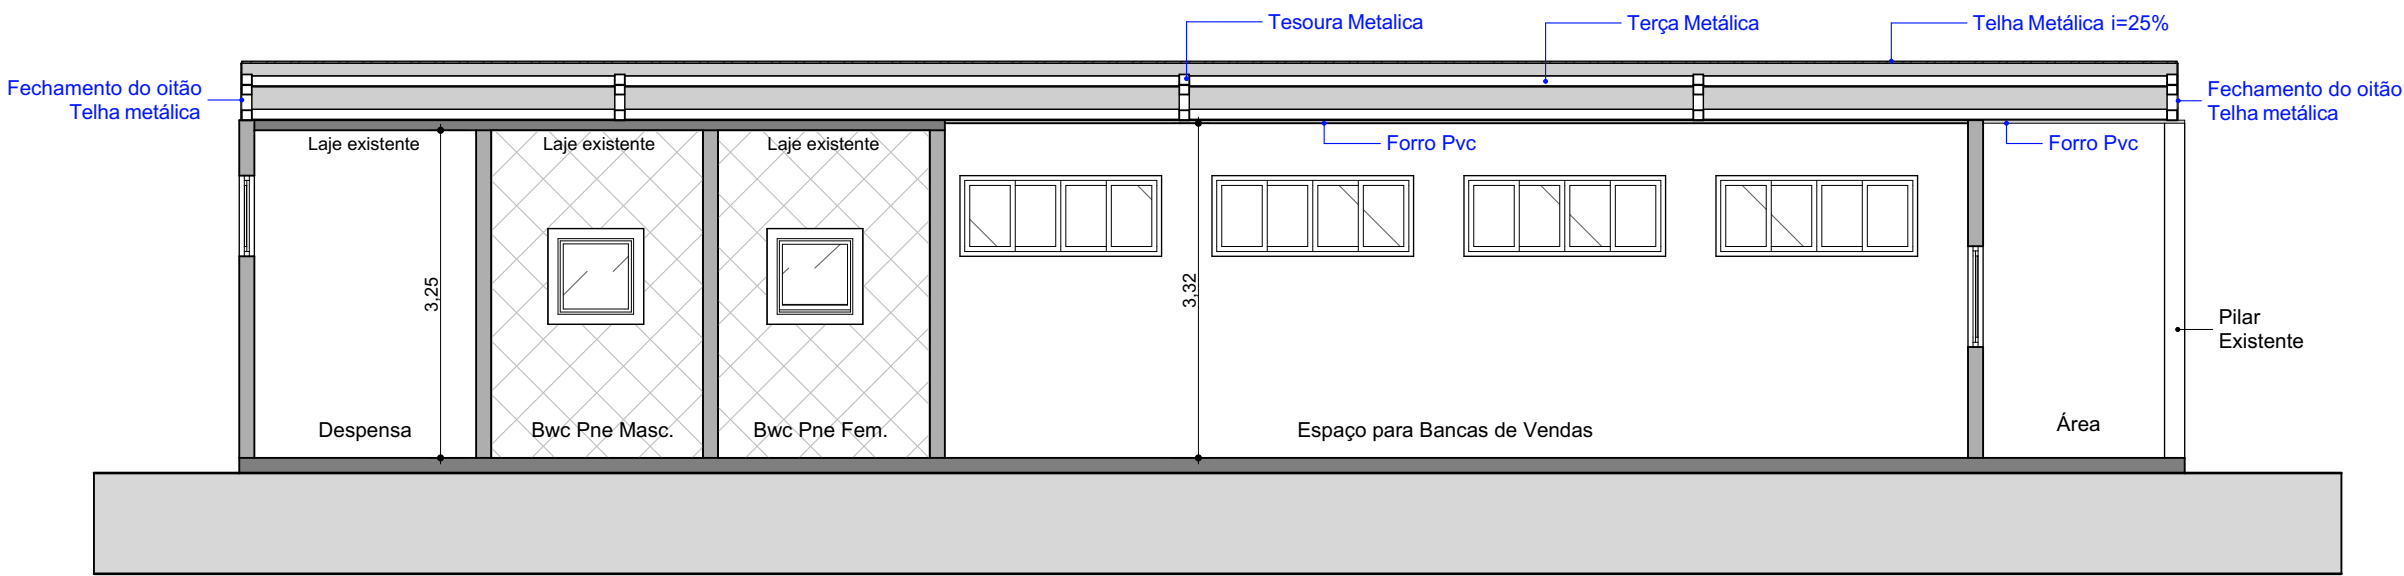 Tesoura Metalica
Terça Metálica
Telha Metálica i=25%
Fechamento do oitão
Telha metálica
Fechamento do oitão
Telha metálica
Laje existente
Laje existente
Laje existente
Forro Pvc
Forro Pvc
3,25
3,32
Pilar
Existente
Despensa
Bwc Pne Masc.
Bwc Pne Fem.
Espaço para Bancas de Vendas
Área